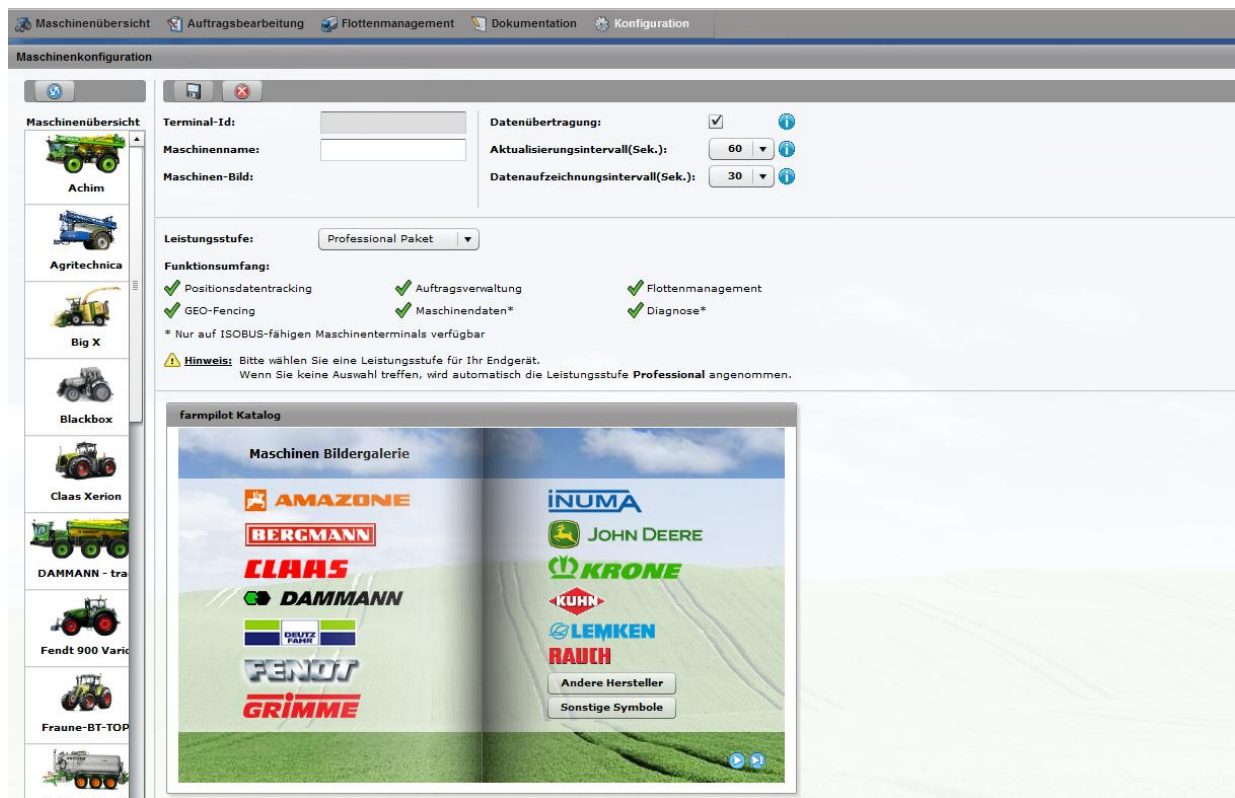 Maschinenübersicht Auftragsbearbeitung Flottenmanagement Dokumentation Konfiguration
Maschinenkonfiguration
Maschinenübersicht
Achim
Agritechnica
Big X
Blackbox
Claas Xerion
DAMMANN - tra
Fendt 900 Vario
Fraune-BT-TOP
Terminal-Id:
Maschinenname:
Maschinen-Bild:
Datenübertragung:
Aktualisierungsintervall(Sek.): 60
Datenaufzeichnungsintervall(Sek.): 30
Leistungsstufe: Professional Paket
Funktionsumfang:
Positionsdatentracking Auftragsverwaltung Flottenmanagement
GEO-Fencing Maschinendaten* Diagnose*
* Nur auf ISOBUS-fähigen Maschinenterminals verfügbar
Hinweis: Bitte wählen Sie eine Leistungsstufe für Ihr Endgerät.
Wenn Sie keine Auswahl treffen, wird automatisch die Leistungsstufe Professional angenommen.
farmpilot Katalog
Maschinen Bildergalerie
AMAZONE
BERGMANN
CLAAS
DAMMANN
DEUTZ
FAHR
FENDT
GRIMME
INUMA
JOHN DEERE
KRONE
KUHN
LEMKEN
RAUCH
Andere Hersteller
Sonstige Symbole